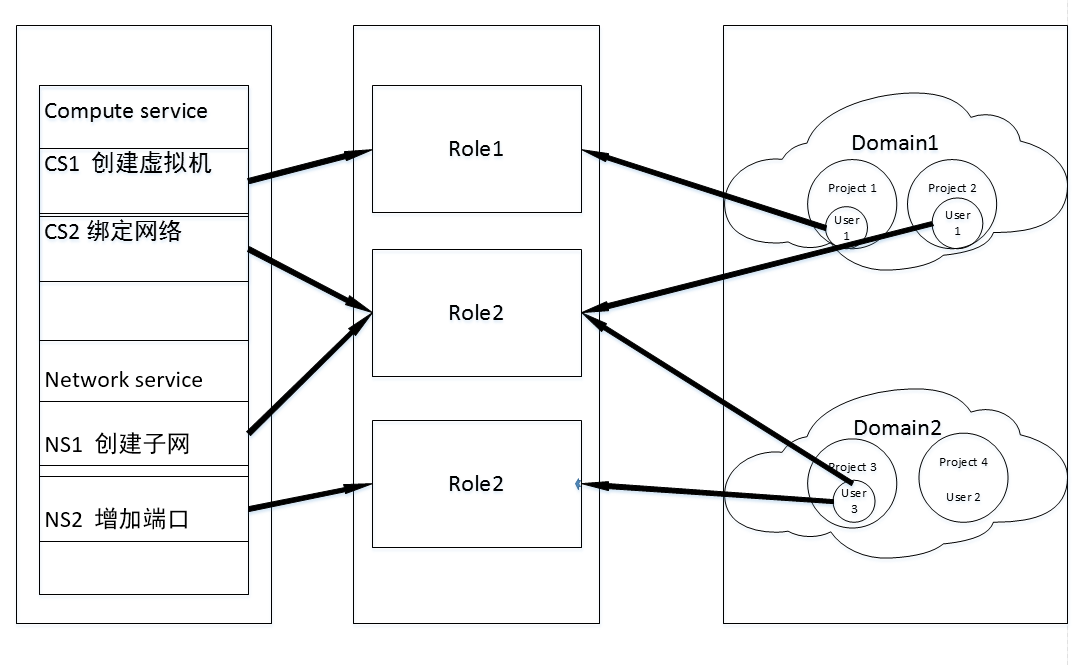 Compute service
CS1 创建虚拟机
CS2 绑定网络
Network service
NS1 创建子网
NS2 增加端口
Role1
Role2
Role2
Domain1
Project 1
User
1
Project 2
User
1
Domain2
Project 3
User
3
Project 4
User 2